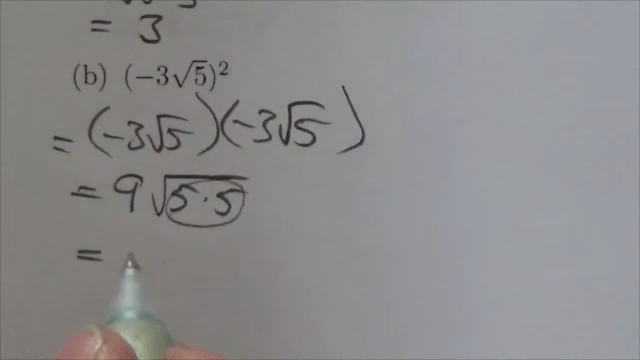 = 3
(b) (−3√5)²
= (−3√5)(−3√5)
= 9√5·5
=